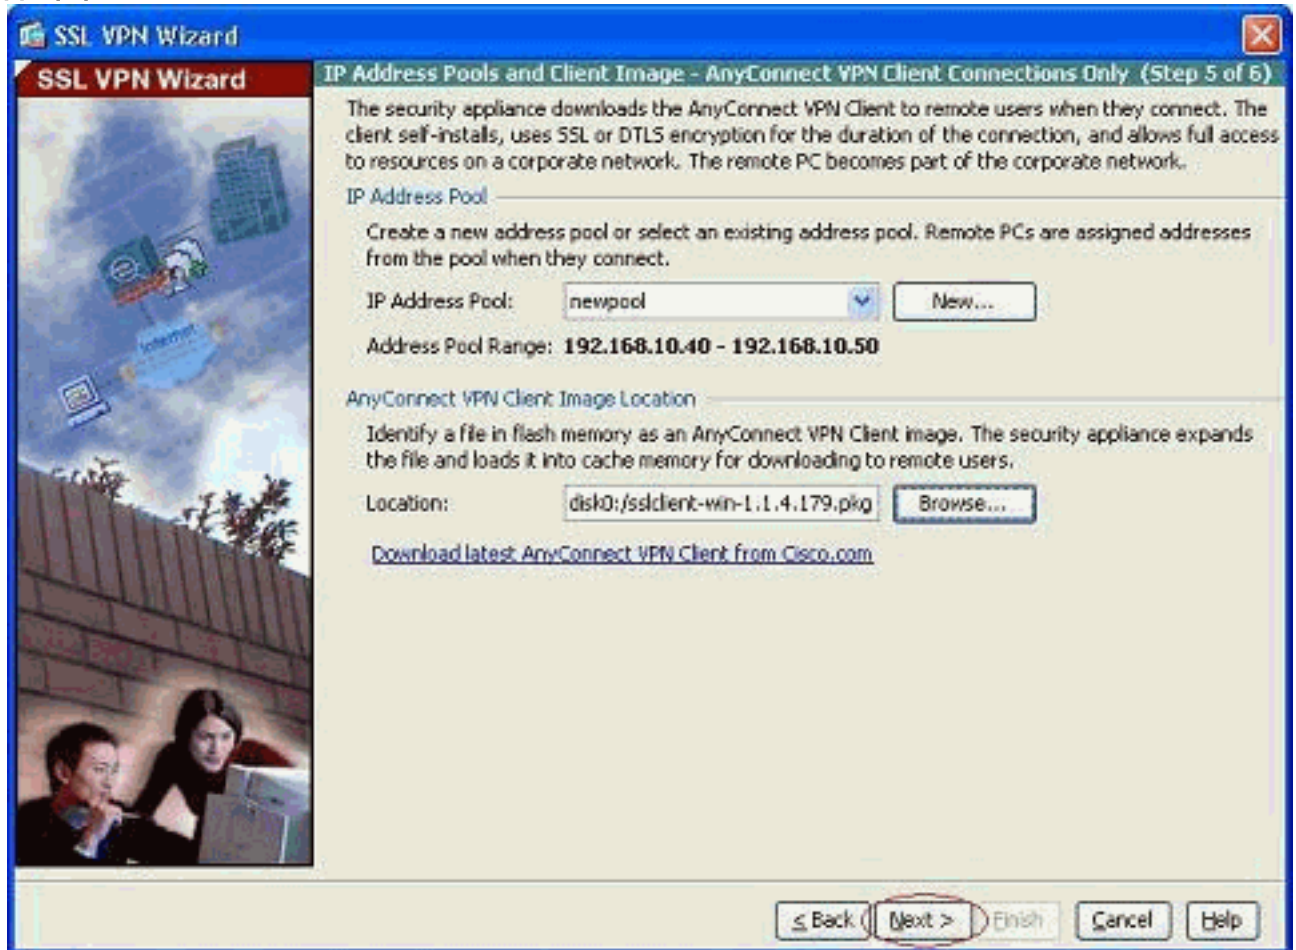 SSL VPN Wizard
SSL VPN Wizard
IP Address Pools and Client Image - AnyConnect VPN Client Connections Only (Step 5 of 6)
The security appliance downloads the AnyConnect VPN Client to remote users when they connect. The
client self-installs, uses SSL or DTLS encryption for the duration of the connection, and allows full access
to resources on a corporate network. The remote PC becomes part of the corporate network.
IP Address Pool
Create a new address pool or select an existing address pool. Remote PCs are assigned addresses
from the pool when they connect.
IP Address Pool: newpool New...
Address Pool Range: 192.168.10.40 - 192.168.10.50
AnyConnect VPN Client Image Location
Identify a file in flash memory as an AnyConnect VPN Client image. The security appliance expands
the file and loads it into cache memory for downloading to remote users.
Location: disk0:/sslclient-win-1.1.4.179.pkg Browse...
Download latest AnyConnect VPN Client from Cisco.com
Internet
< Back Next > Finish Cancel Help